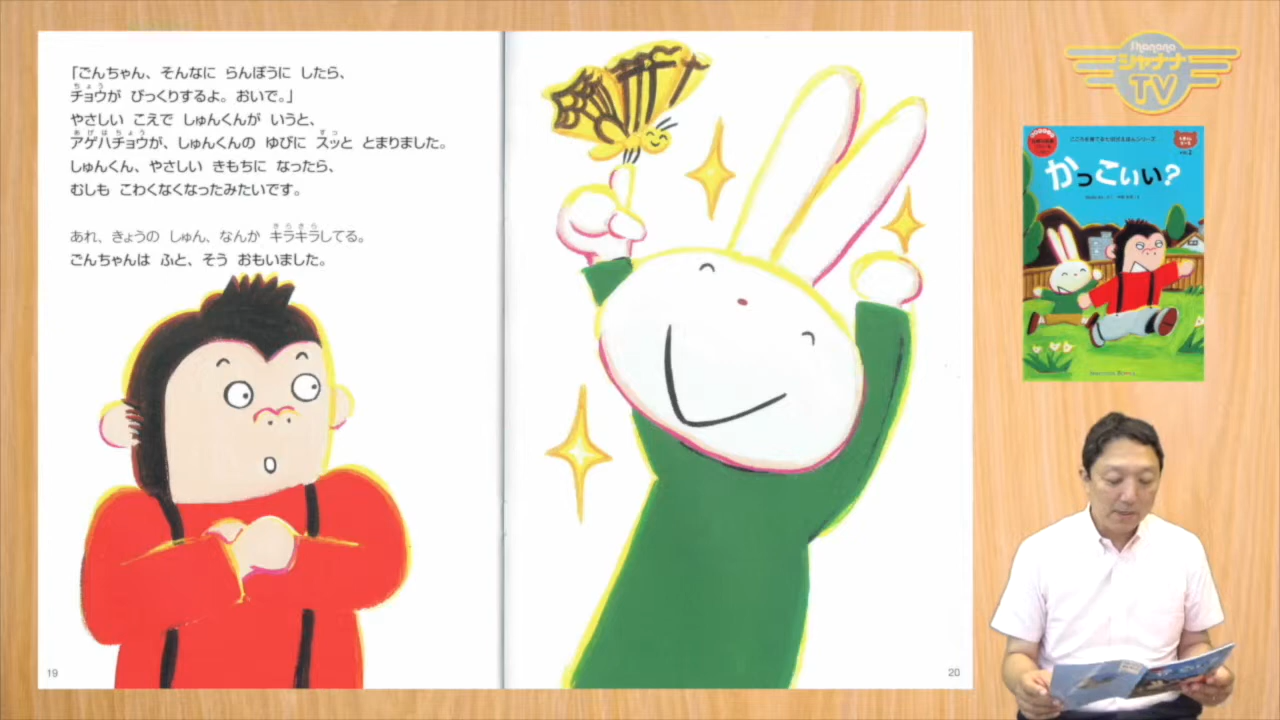 「ごんちゃん、そんなに らんぼうに したら、
チョウが びっくりするよ。おいで。」
やさしい こえで しゅんくんが いうと、
アゲハチョウが、しゅんくんの ゆびに スッと とまりました。
しゅんくん、やさしい きもちに なったら、
むしも こわくなくなったみたいです。
あれ、きょうの しゅん、なんか キラキラしてる。
ごんちゃんは ふと、そう おもいました。
19
20
Shanana
シャナナ
TV
かっこいい?